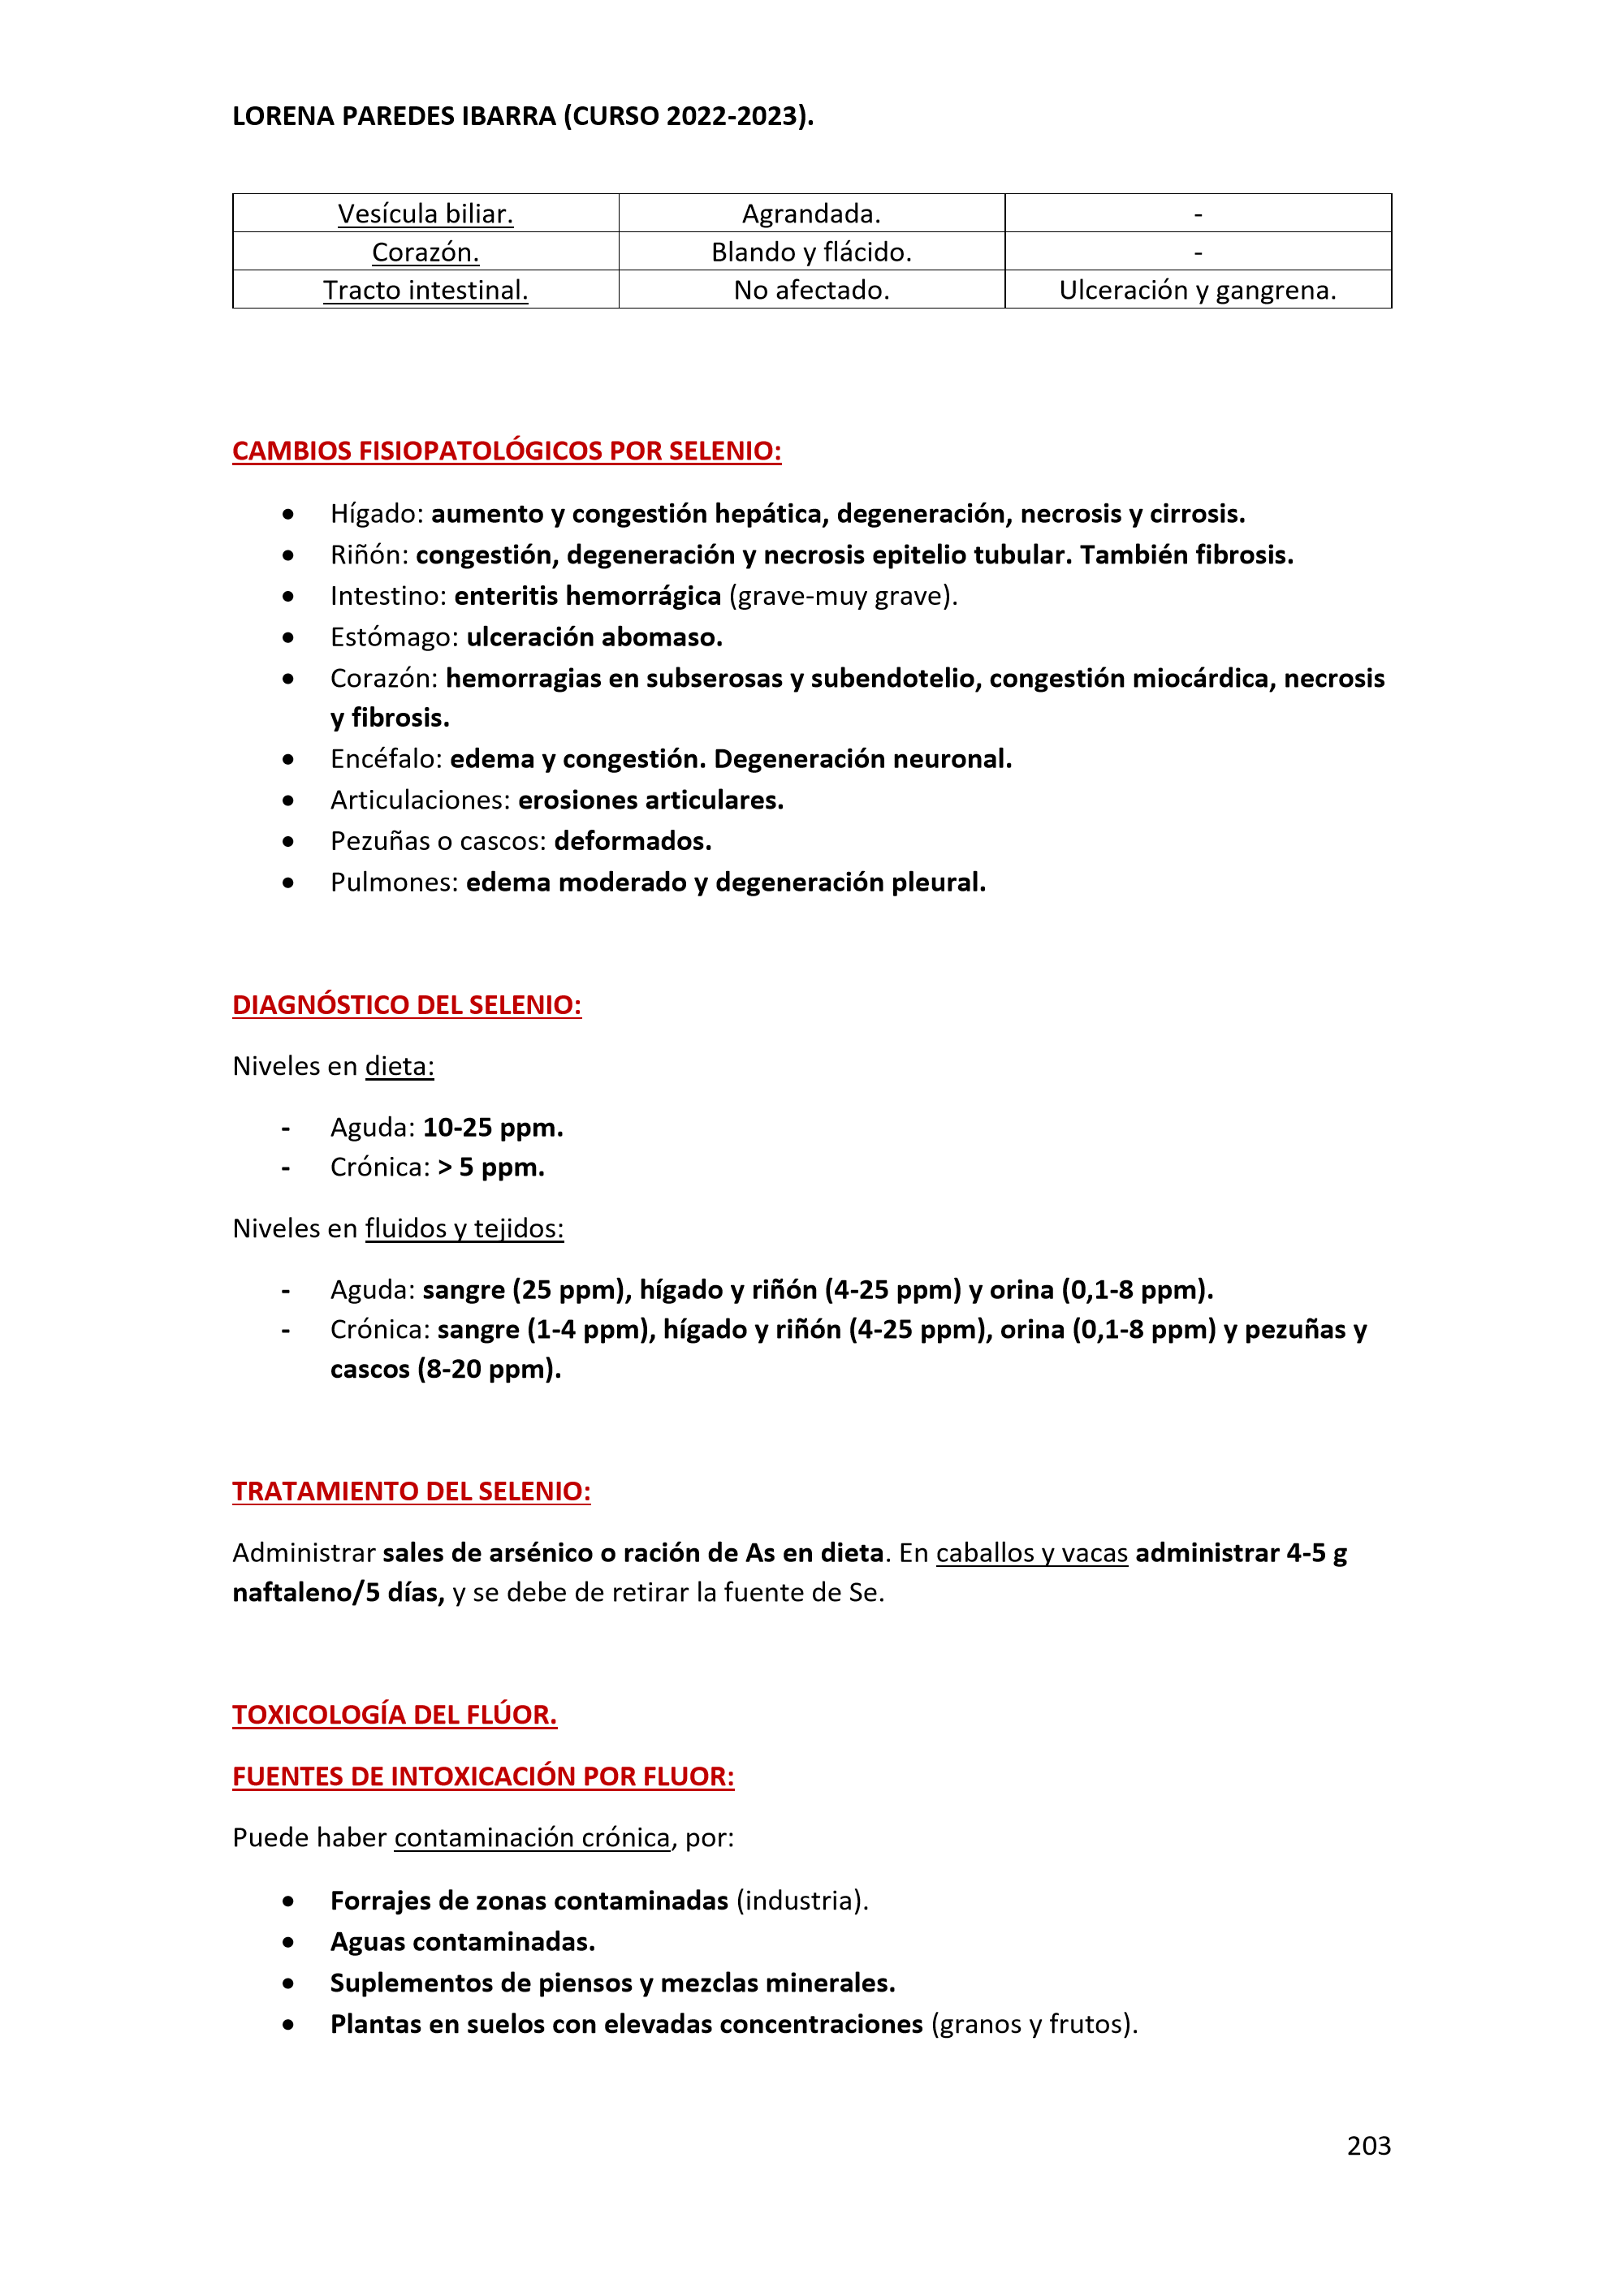 LORENA PAREDES IBARRA (CURSO 2022-2023).
Vesícula biliar. Agrandada. -
Corazón. Blando y flácido. -
Tracto intestinal. No afectado. Ulceración y gangrena.
CAMBIOS FISIOPATOLÓGICOS POR SELENIO:
• Hígado: aumento y congestión hepática, degeneración, necrosis y cirrosis.
• Riñón: congestión, degeneración y necrosis epitelio tubular. También fibrosis.
• Intestino: enteritis hemorrágica (grave-muy grave).
• Estómago: ulceración abomaso.
• Corazón: hemorragias en subserosas y subendotelio, congestión miocárdica, necrosis
y fibrosis.
• Encéfalo: edema y congestión. Degeneración neuronal.
• Articulaciones: erosiones articulares.
• Pezuñas o cascos: deformados.
• Pulmones: edema moderado y degeneración pleural.
DIAGNÓSTICO DEL SELENIO:
Niveles en dieta:
- Aguda: 10-25 ppm.
- Crónica: > 5 ppm.
Niveles en fluidos y tejidos:
- Aguda: sangre (25 ppm), hígado y riñón (4-25 ppm) y orina (0,1-8 ppm).
- Crónica: sangre (1-4 ppm), hígado y riñón (4-25 ppm), orina (0,1-8 ppm) y pezuñas y
cascos (8-20 ppm).
TRATAMIENTO DEL SELENIO:
Administrar sales de arsénico o ración de As en dieta. En caballos y vacas administrar 4-5 g
naftaleno/5 días, y se debe de retirar la fuente de Se.
TOXICOLOGÍA DEL FLÚOR.
FUENTES DE INTOXICACIÓN POR FLUOR:
Puede haber contaminación crónica, por:
• Forrajes de zonas contaminadas (industria).
• Aguas contaminadas.
• Suplementos de piensos y mezclas minerales.
• Plantas en suelos con elevadas concentraciones (granos y frutos).
203